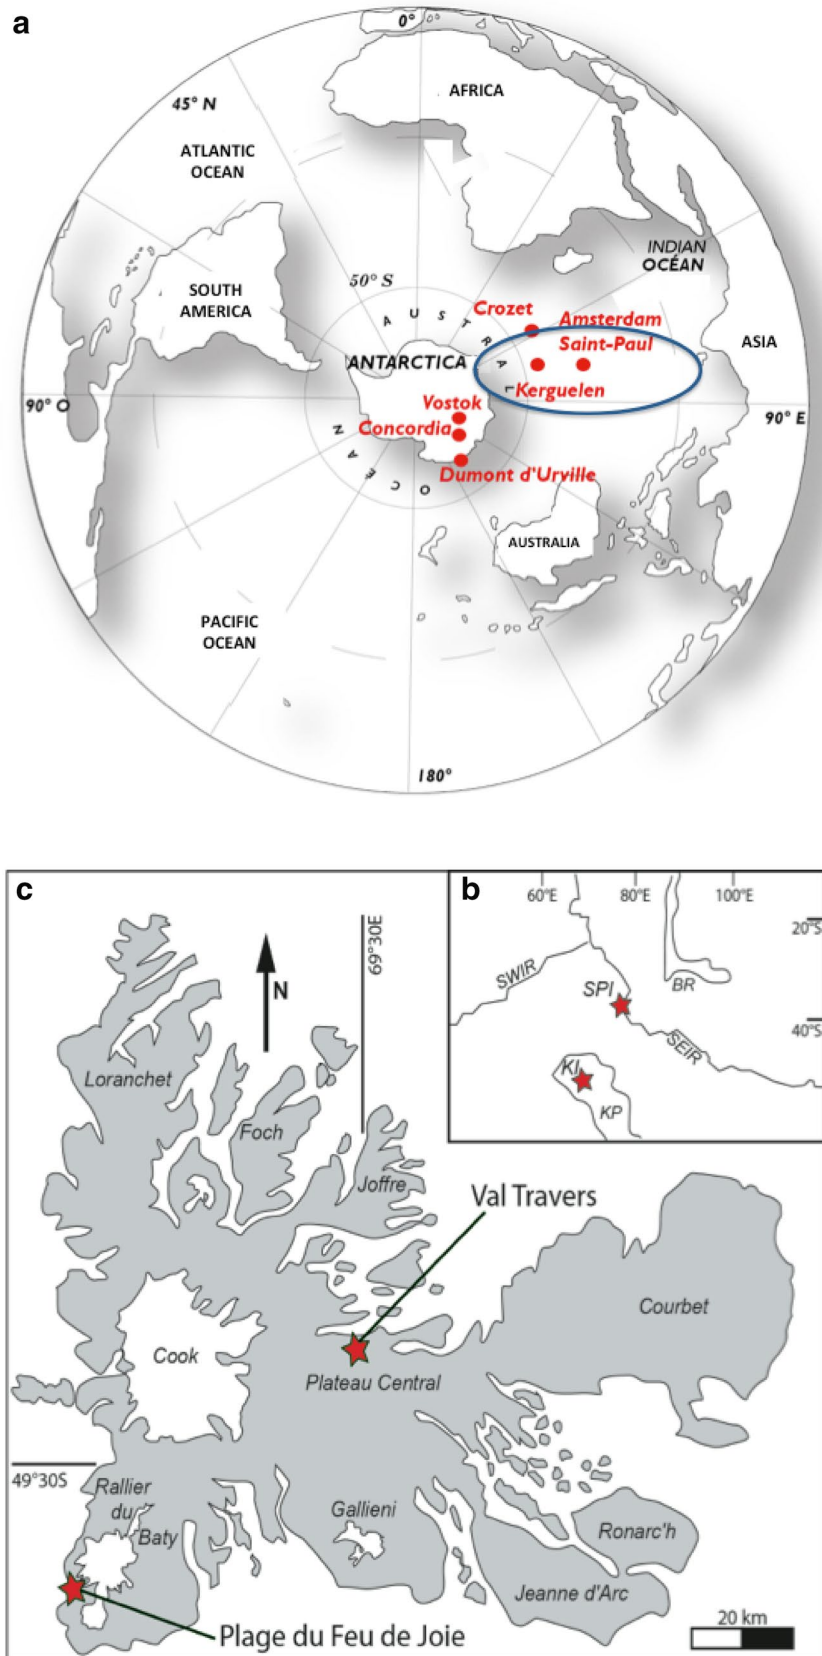 a
0°
45° N
AFRICA
ATLANTIC
OCEAN
INDIAN
OCÉAN
50° S
SOUTH
AMERICA
AUSTRAL
Crozet
Amsterdam
Saint-Paul
ASIA
ANTARCTICA
Kerguelen
90° O
Vostok
90° E
Concordia
OCÉAN
Dumont d'Urville
AUSTRALIA
PACIFIC
OCEAN
180°
c
b
60°E
80°E
100°E
20°S
69°30E
SWIR
BR
SPI
N
40°S
SEIR
KI
KP
Loranchet
Foch
Joffre
Val Travers
Courbet
Cook
Plateau Central
49°30S
Rallier
du
Baty
Gallieni
Ronarc'h
Jeanne d'Arc
20 km
Plage du Feu de Joie